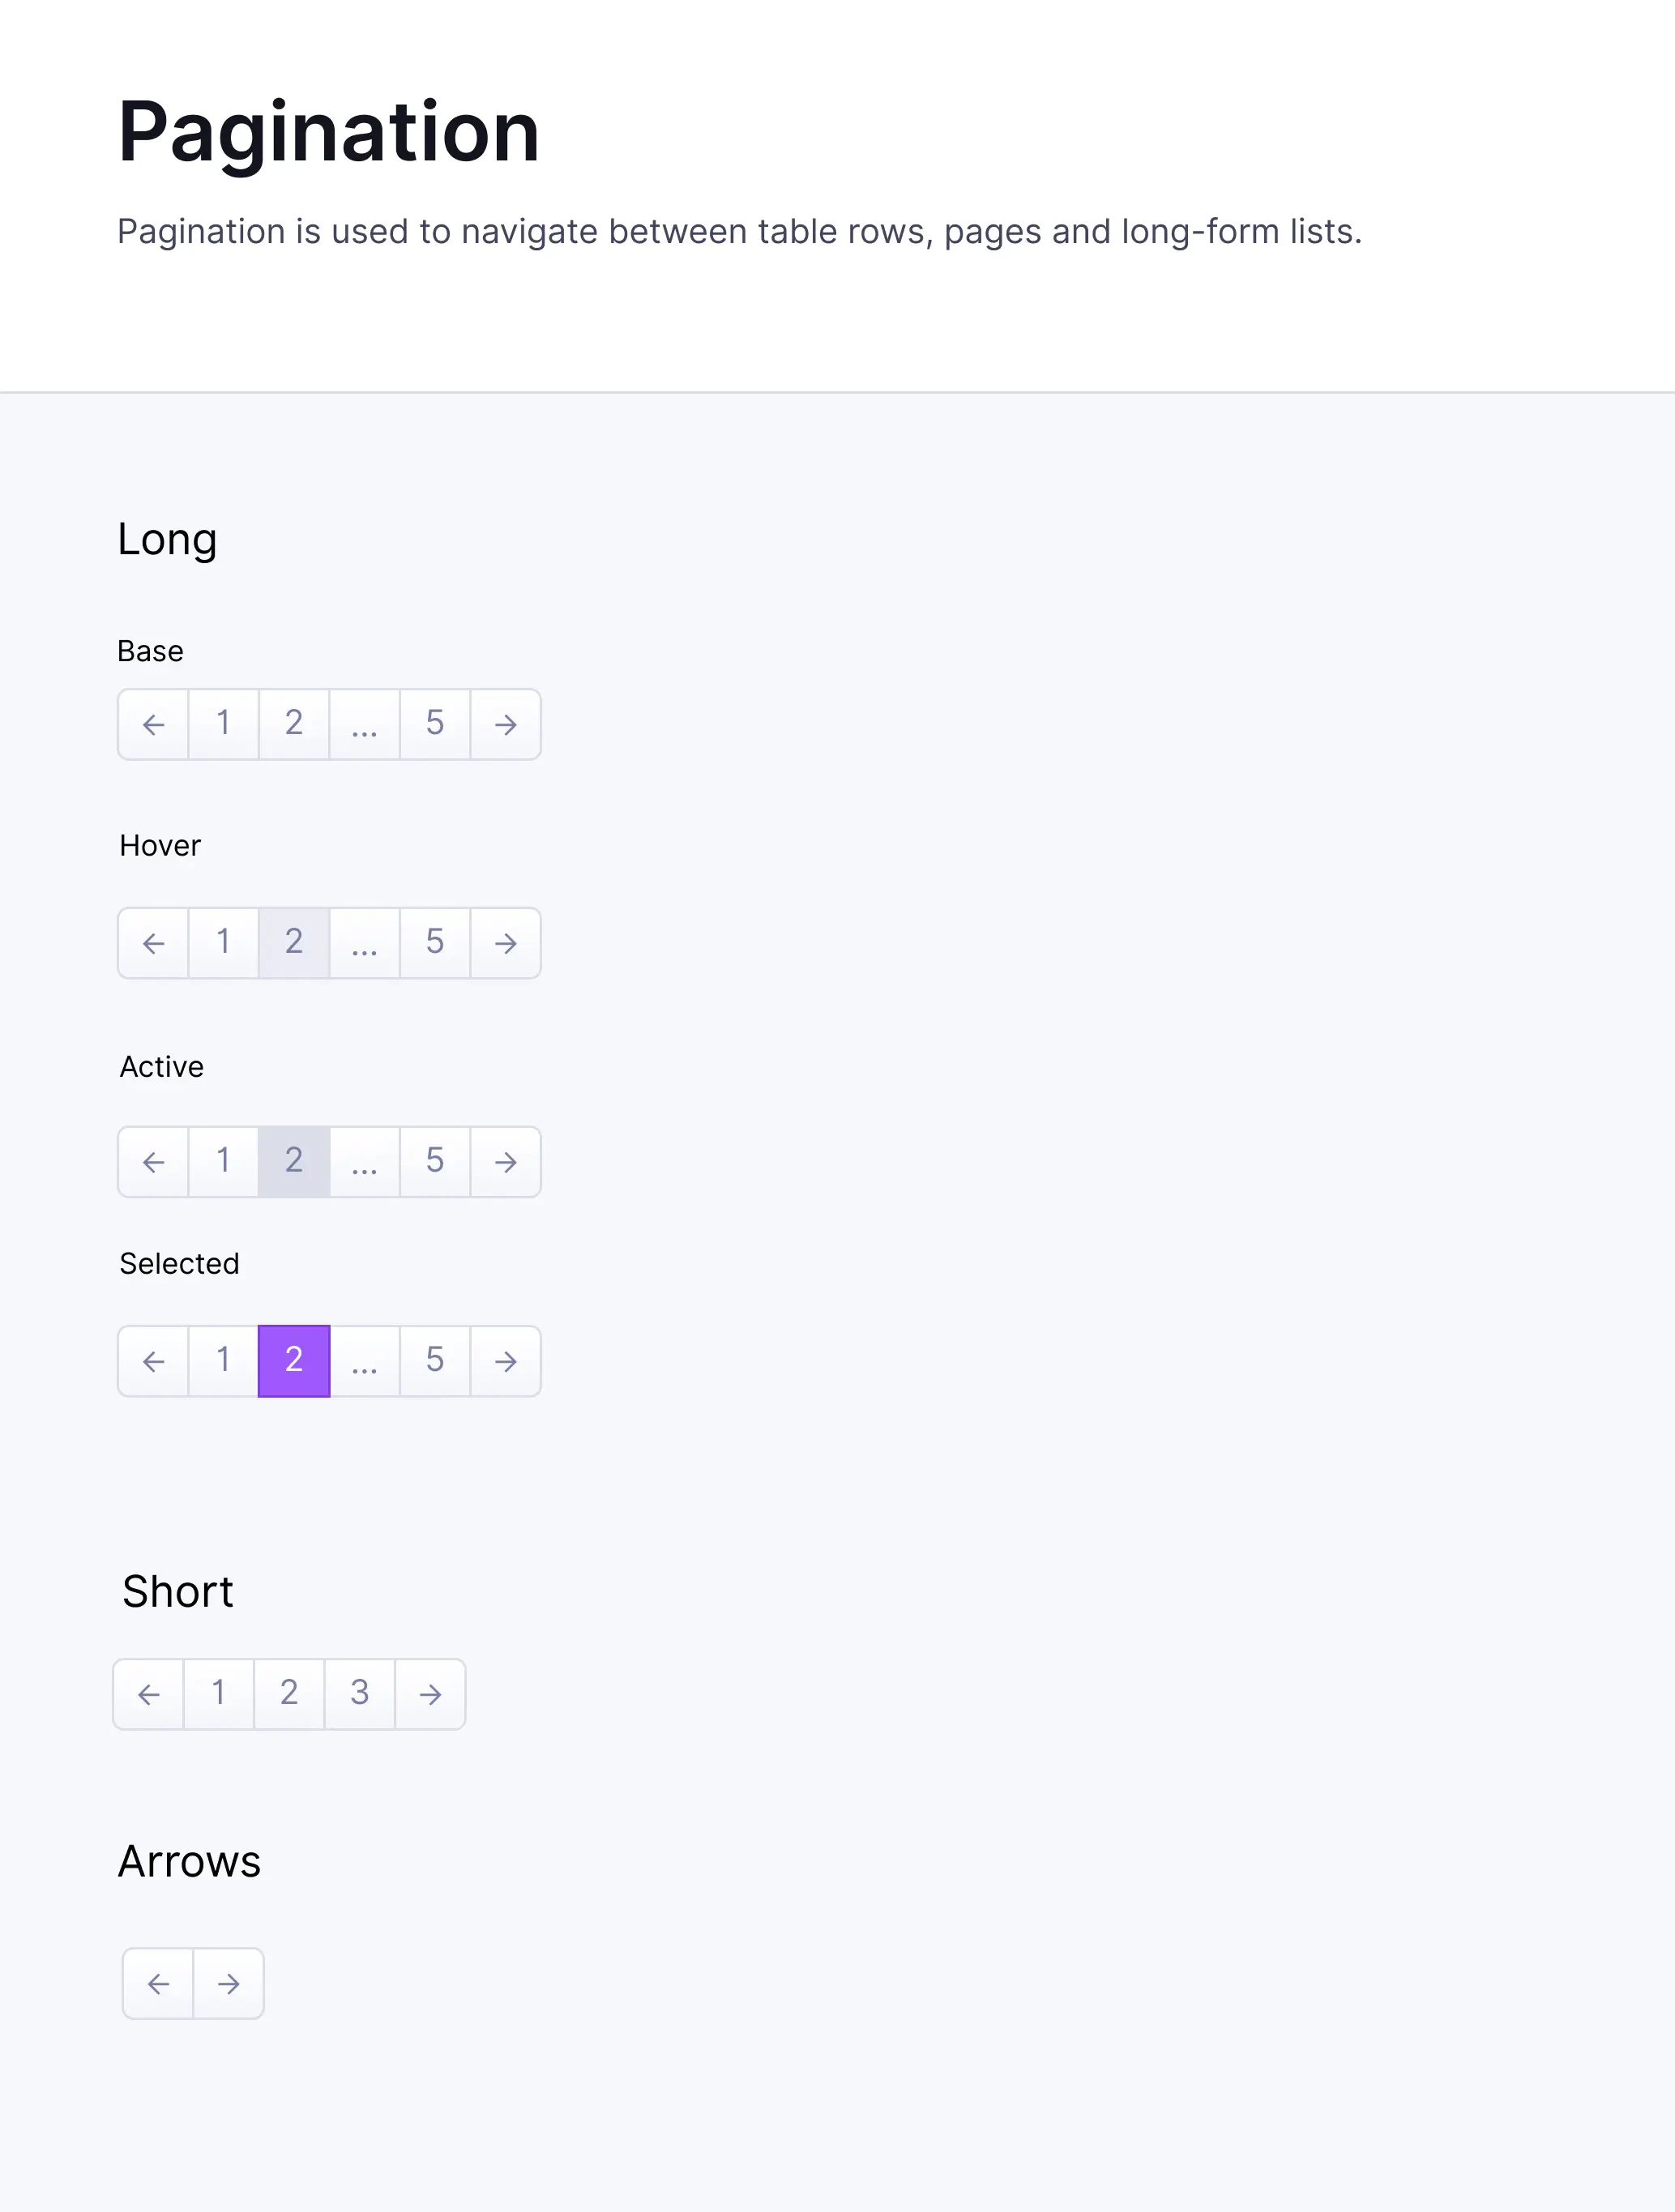 Pagination
Pagination is used to navigate between table rows, pages and long-form lists.
Long
Base
← 1 2 ... 5 →
Hover
← 1 2 ... 5 →
Active
← 1 2 ... 5 →
Selected
← 1 2 ... 5 →
Short
← 1 2 3 →
Arrows
← →